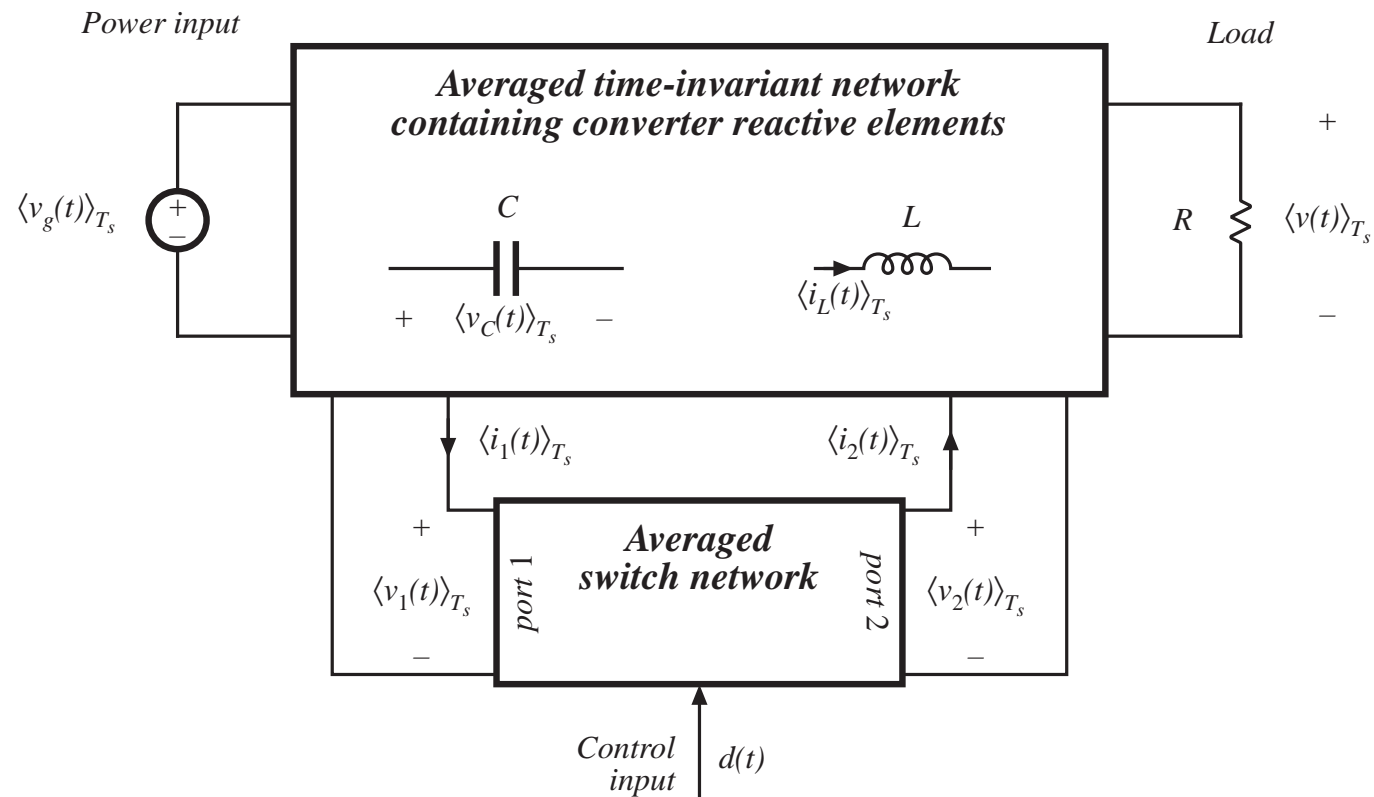 Power input
Load
Averaged time-invariant network
containing converter reactive elements
⟨v_g(t)⟩_{T_s}
+
–
C
+ ⟨v_C(t)⟩_{T_s} –
L
⟨i_L(t)⟩_{T_s}
R
+
⟨v(t)⟩_{T_s}
–
⟨i_1(t)⟩_{T_s}
⟨i_2(t)⟩_{T_s}
+
⟨v_1(t)⟩_{T_s}
–
port 1
Averaged
switch network
port 2
+
⟨v_2(t)⟩_{T_s}
–
Control
input
d(t)